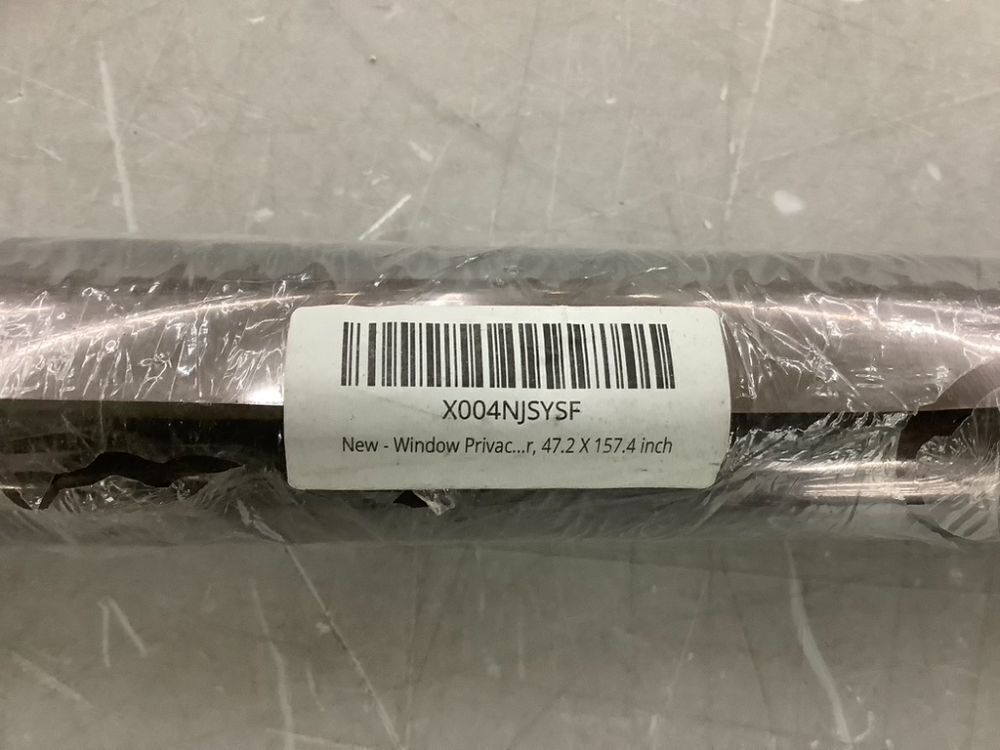 X004NJSYSF
New - Window Privac...r, 47.2 X 157.4 inch